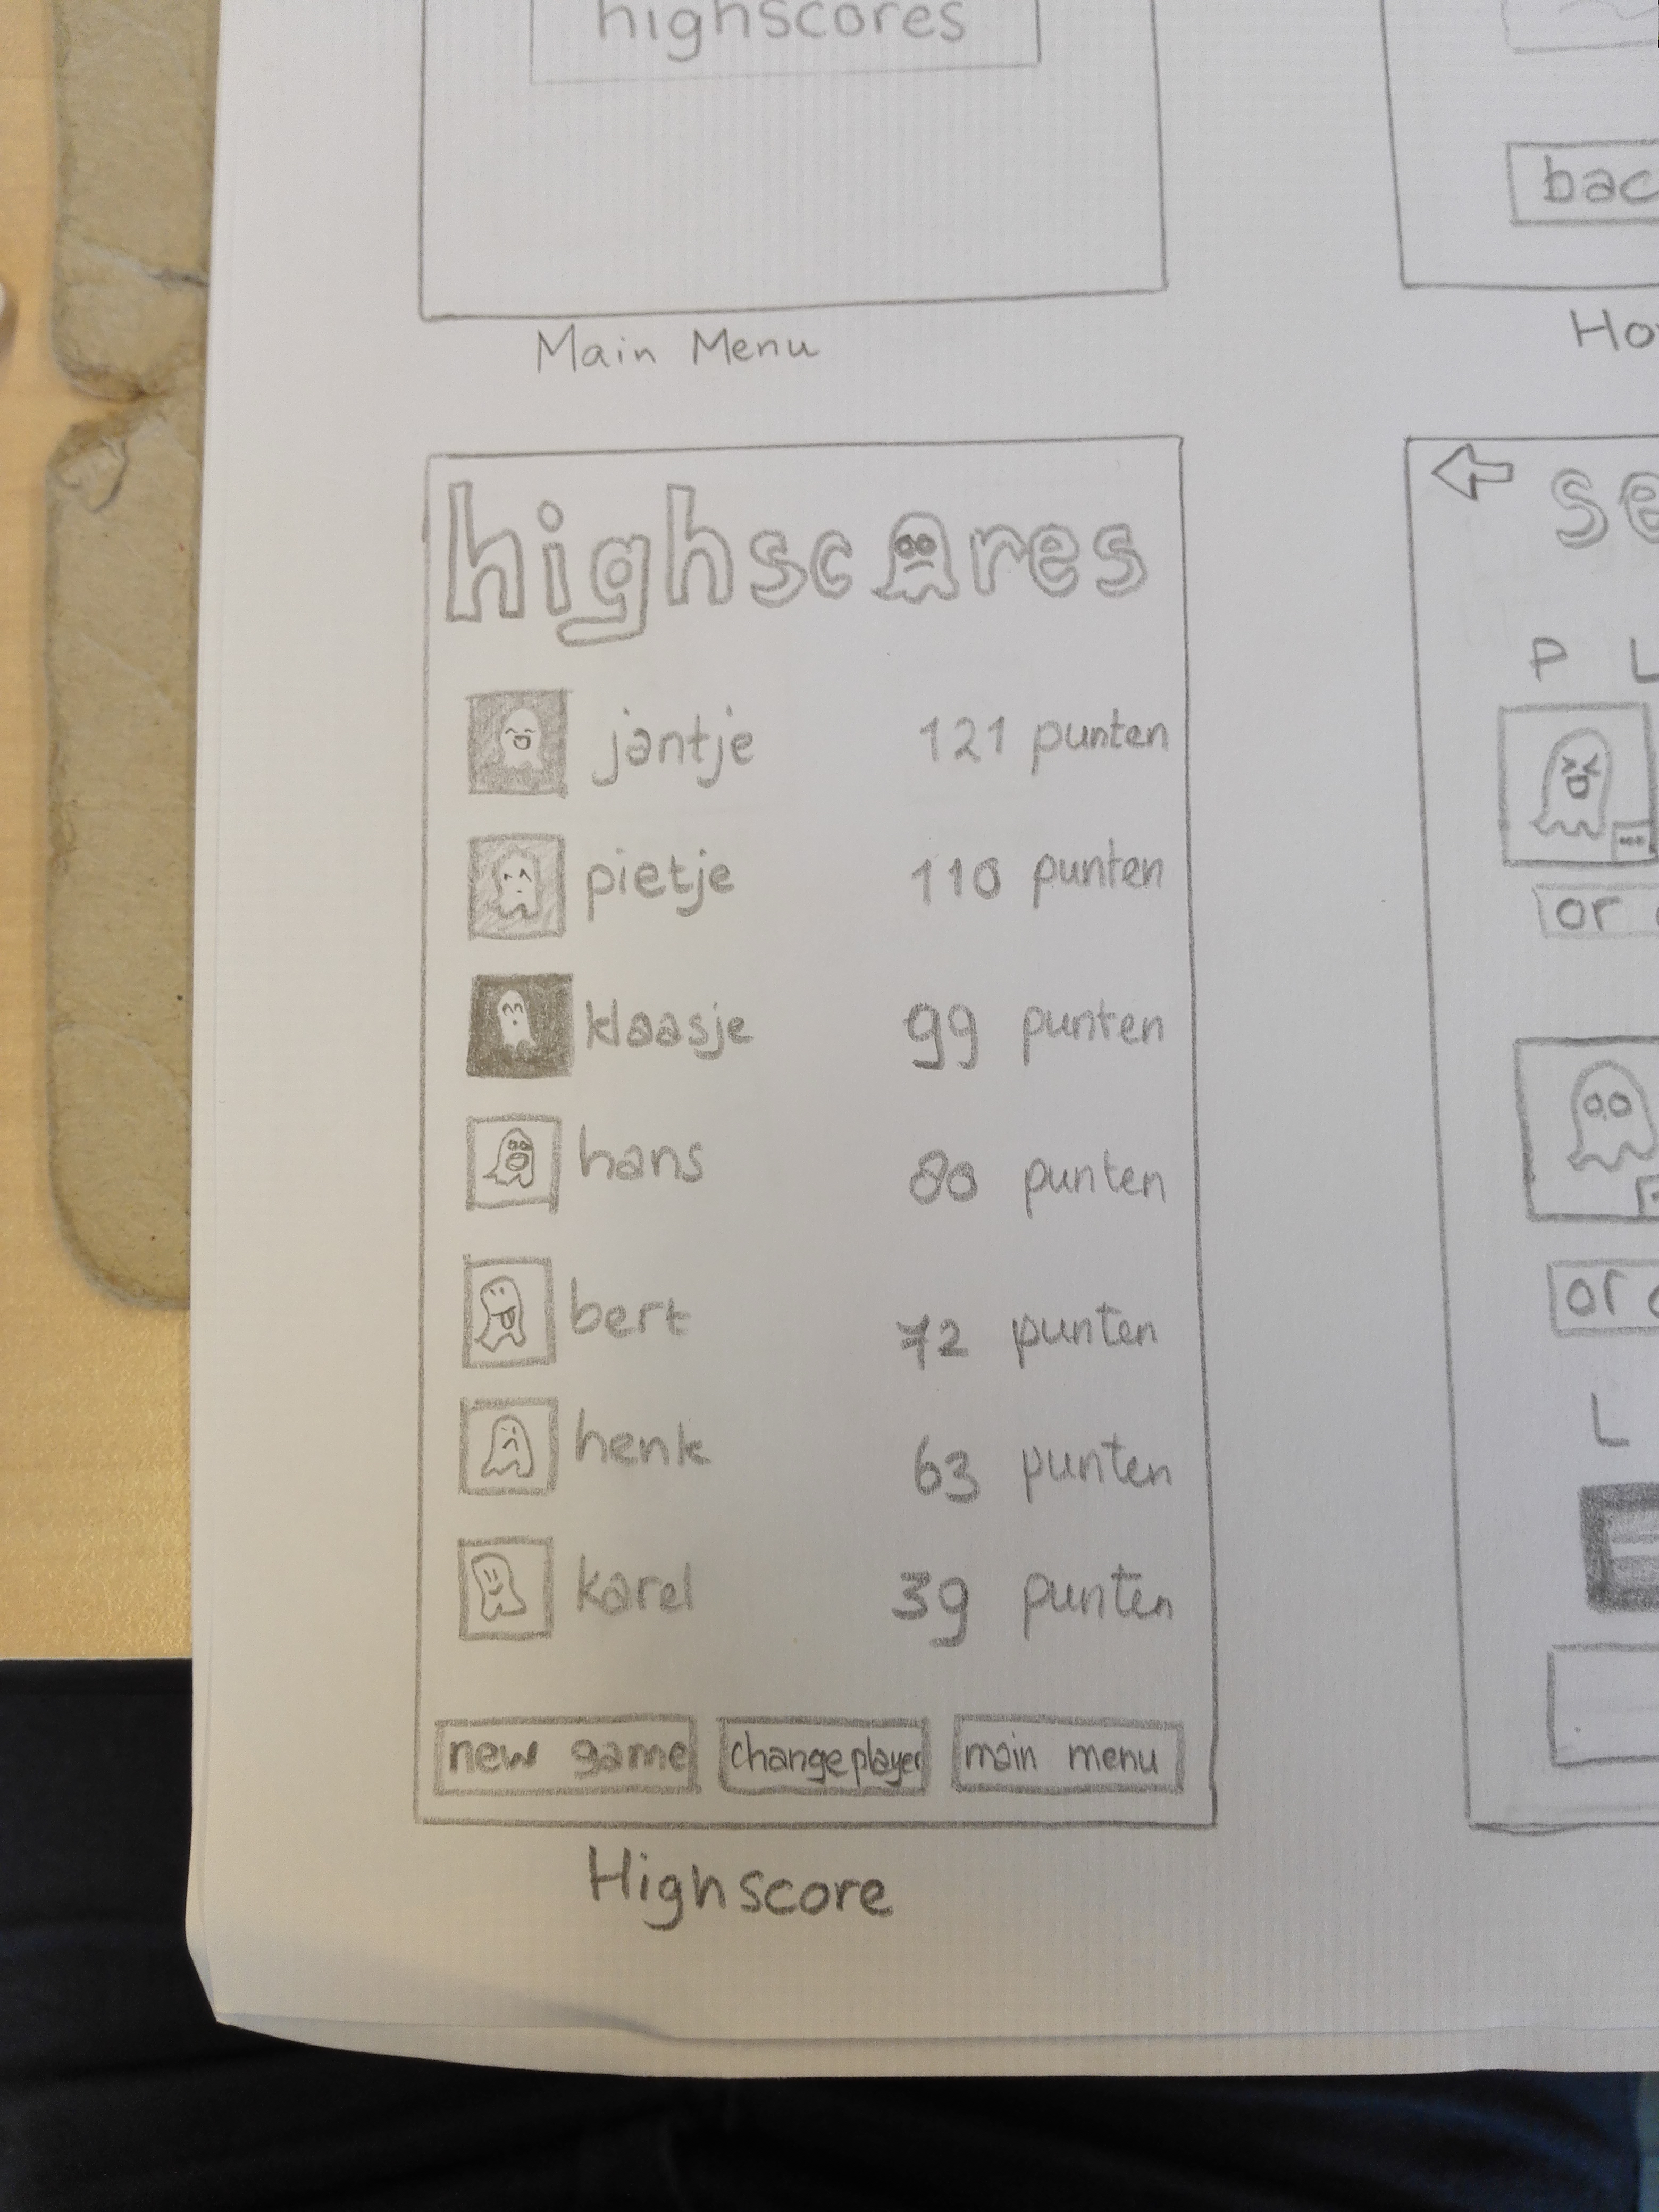 highscores
bac
Main Menu
Ho
highscores
se
jantje 121 punten
P L
pietje 110 punten
or
klaasje 99 punten
hans 80 punten
bert 72 punten
or
henk 63 punten
L
karel 39 punten
new game change player main menu
Highscore